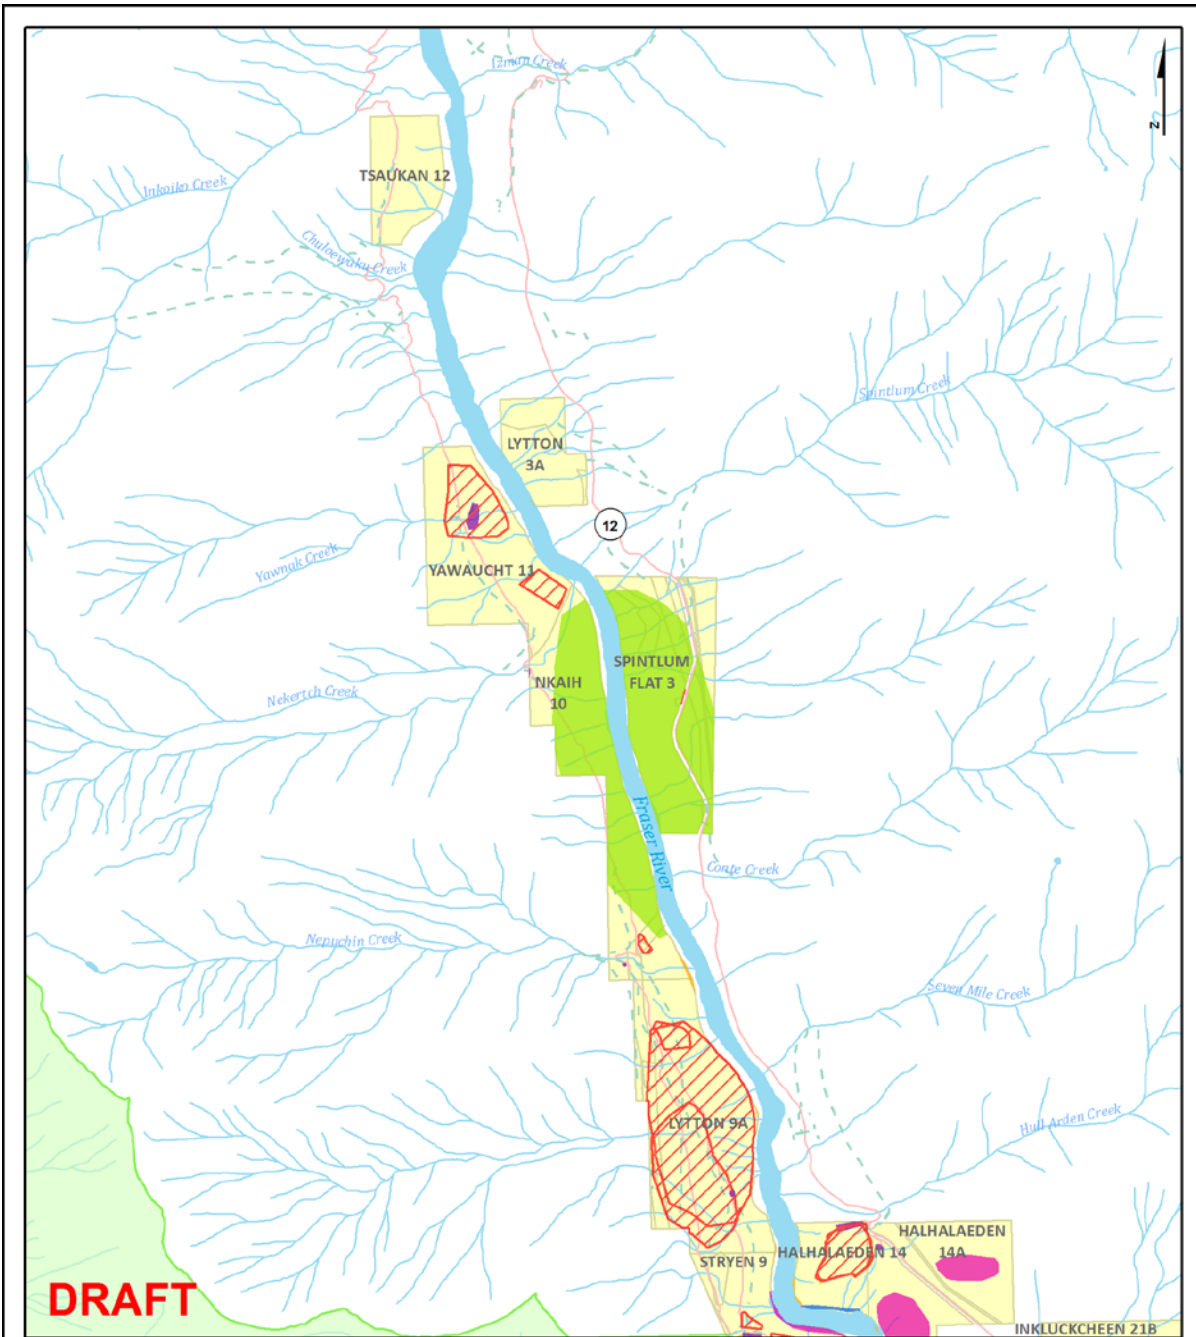 Izman Creek
N
TSAUKAN 12
Inkoiko Creek
Chuloewaku Creek
Spintlum Creek
LYTTON
3A
12
Yawnak Creek
YAWAUCHT 11
SPINTLUM
FLAT 3
NKAIH
10
Nekertch Creek
Fraser River
Conte Creek
Nepuchin Creek
Seven Mile Creek
LYTTON 9A
Hull Arden Creek
HALHALAEDEN
14A
HALHALAEDEN 14
STRYEN 9
DRAFT
INKLUCKCHEEN 21B